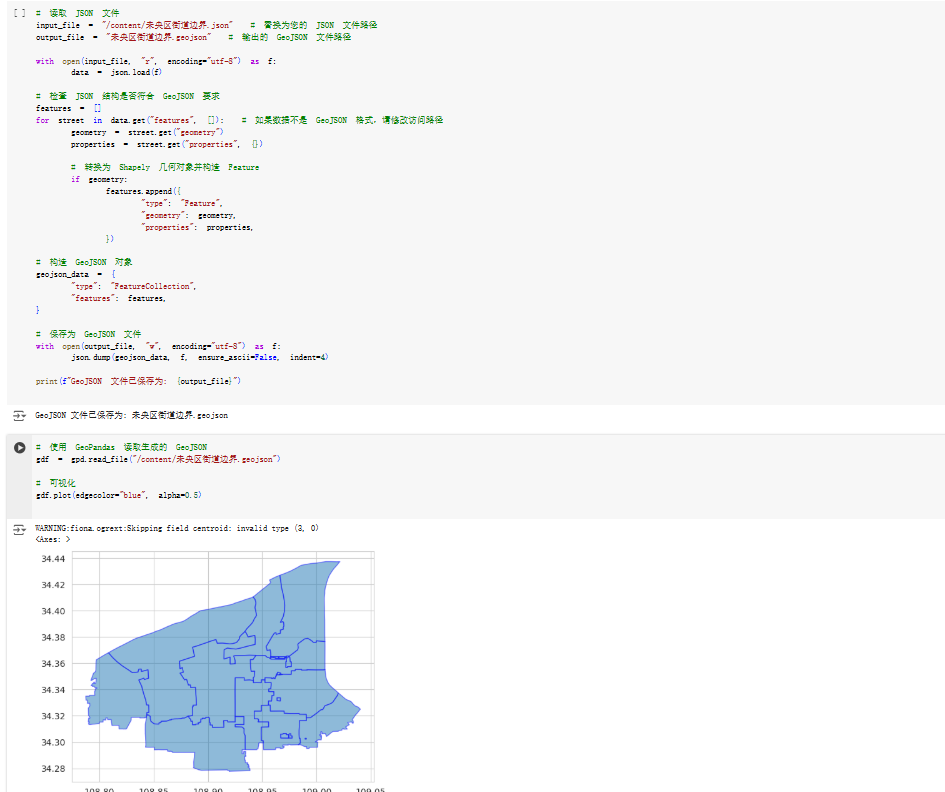 [ ] # 读取 JSON 文件
input_file = "/content/未央区街道边界.json" # 替换为您的 JSON 文件路径
output_file = "未央区街道边界.geojson" # 输出的 GeoJSON 文件路径
with open(input_file, "r", encoding="utf-8") as f:
data = json.load(f)
# 检查 JSON 结构是否符合 GeoJSON 要求
features = []
for street in data.get("features", []): # 如果数据不是 GeoJSON 格式，请修改访问路径
geometry = street.get("geometry")
properties = street.get("properties", {})
# 转换为 Shapely 几何对象并构造 Feature
if geometry:
features.append({
"type": "Feature",
"geometry": geometry,
"properties": properties,
})
# 构造 GeoJSON 对象
geojson_data = {
"type": "FeatureCollection",
"features": features,
}
# 保存为 GeoJSON 文件
with open(output_file, "w", encoding="utf-8") as f:
json.dump(geojson_data, f, ensure_ascii=False, indent=4)
print(f"GeoJSON 文件已保存为: {output_file}")
GeoJSON 文件已保存为: 未央区街道边界.geojson
# 使用 GeoPandas 读取生成的 GeoJSON
gdf = gpd.read_file("/content/未央区街道边界.geojson")
# 可视化
gdf.plot(edgecolor="blue", alpha=0.5)
WARNING:fiona.ogrext:Skipping field centroid: invalid type (3, 0)
<Axes: >
34.44
34.42
34.40
34.38
34.36
34.34
34.32
34.30
34.28
108.80 108.85 108.90 108.95 109.00 109.05